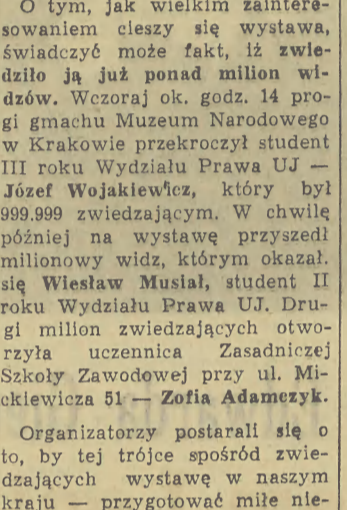 O tym, jak wielkim zaintere-
sowaniem cieszy się wystawa,
świadczyć może fakt, iż zwie-
dziło ją już ponad milion wi-
dzów. Wczoraj ok. godz. 14 pro-
gi gmachu Muzeum Narodowego
w Krakowie przekroczył student
III roku Wydziału Prawa UJ —
Józef Wojakiewicz, który był
999.999 zwiedzającym. W chwilę
później na wystawę przyszedł
milionowy widz, którym okazał.
się Wiesław Musiał, student II
roku Wydziału Prawa UJ. Dru-
gi milion zwiedzających otwo-
rzyła uczennica Zasadniczej
Szkoły Zawodowej przy ul. Mi-
ckiewicza 51 — Zofia Adamczyk.
Organizatorzy postarali się o
to, by tej trójce spośród zwie-
dzających wystawę w naszym
kraju — przygotować miłe nie-